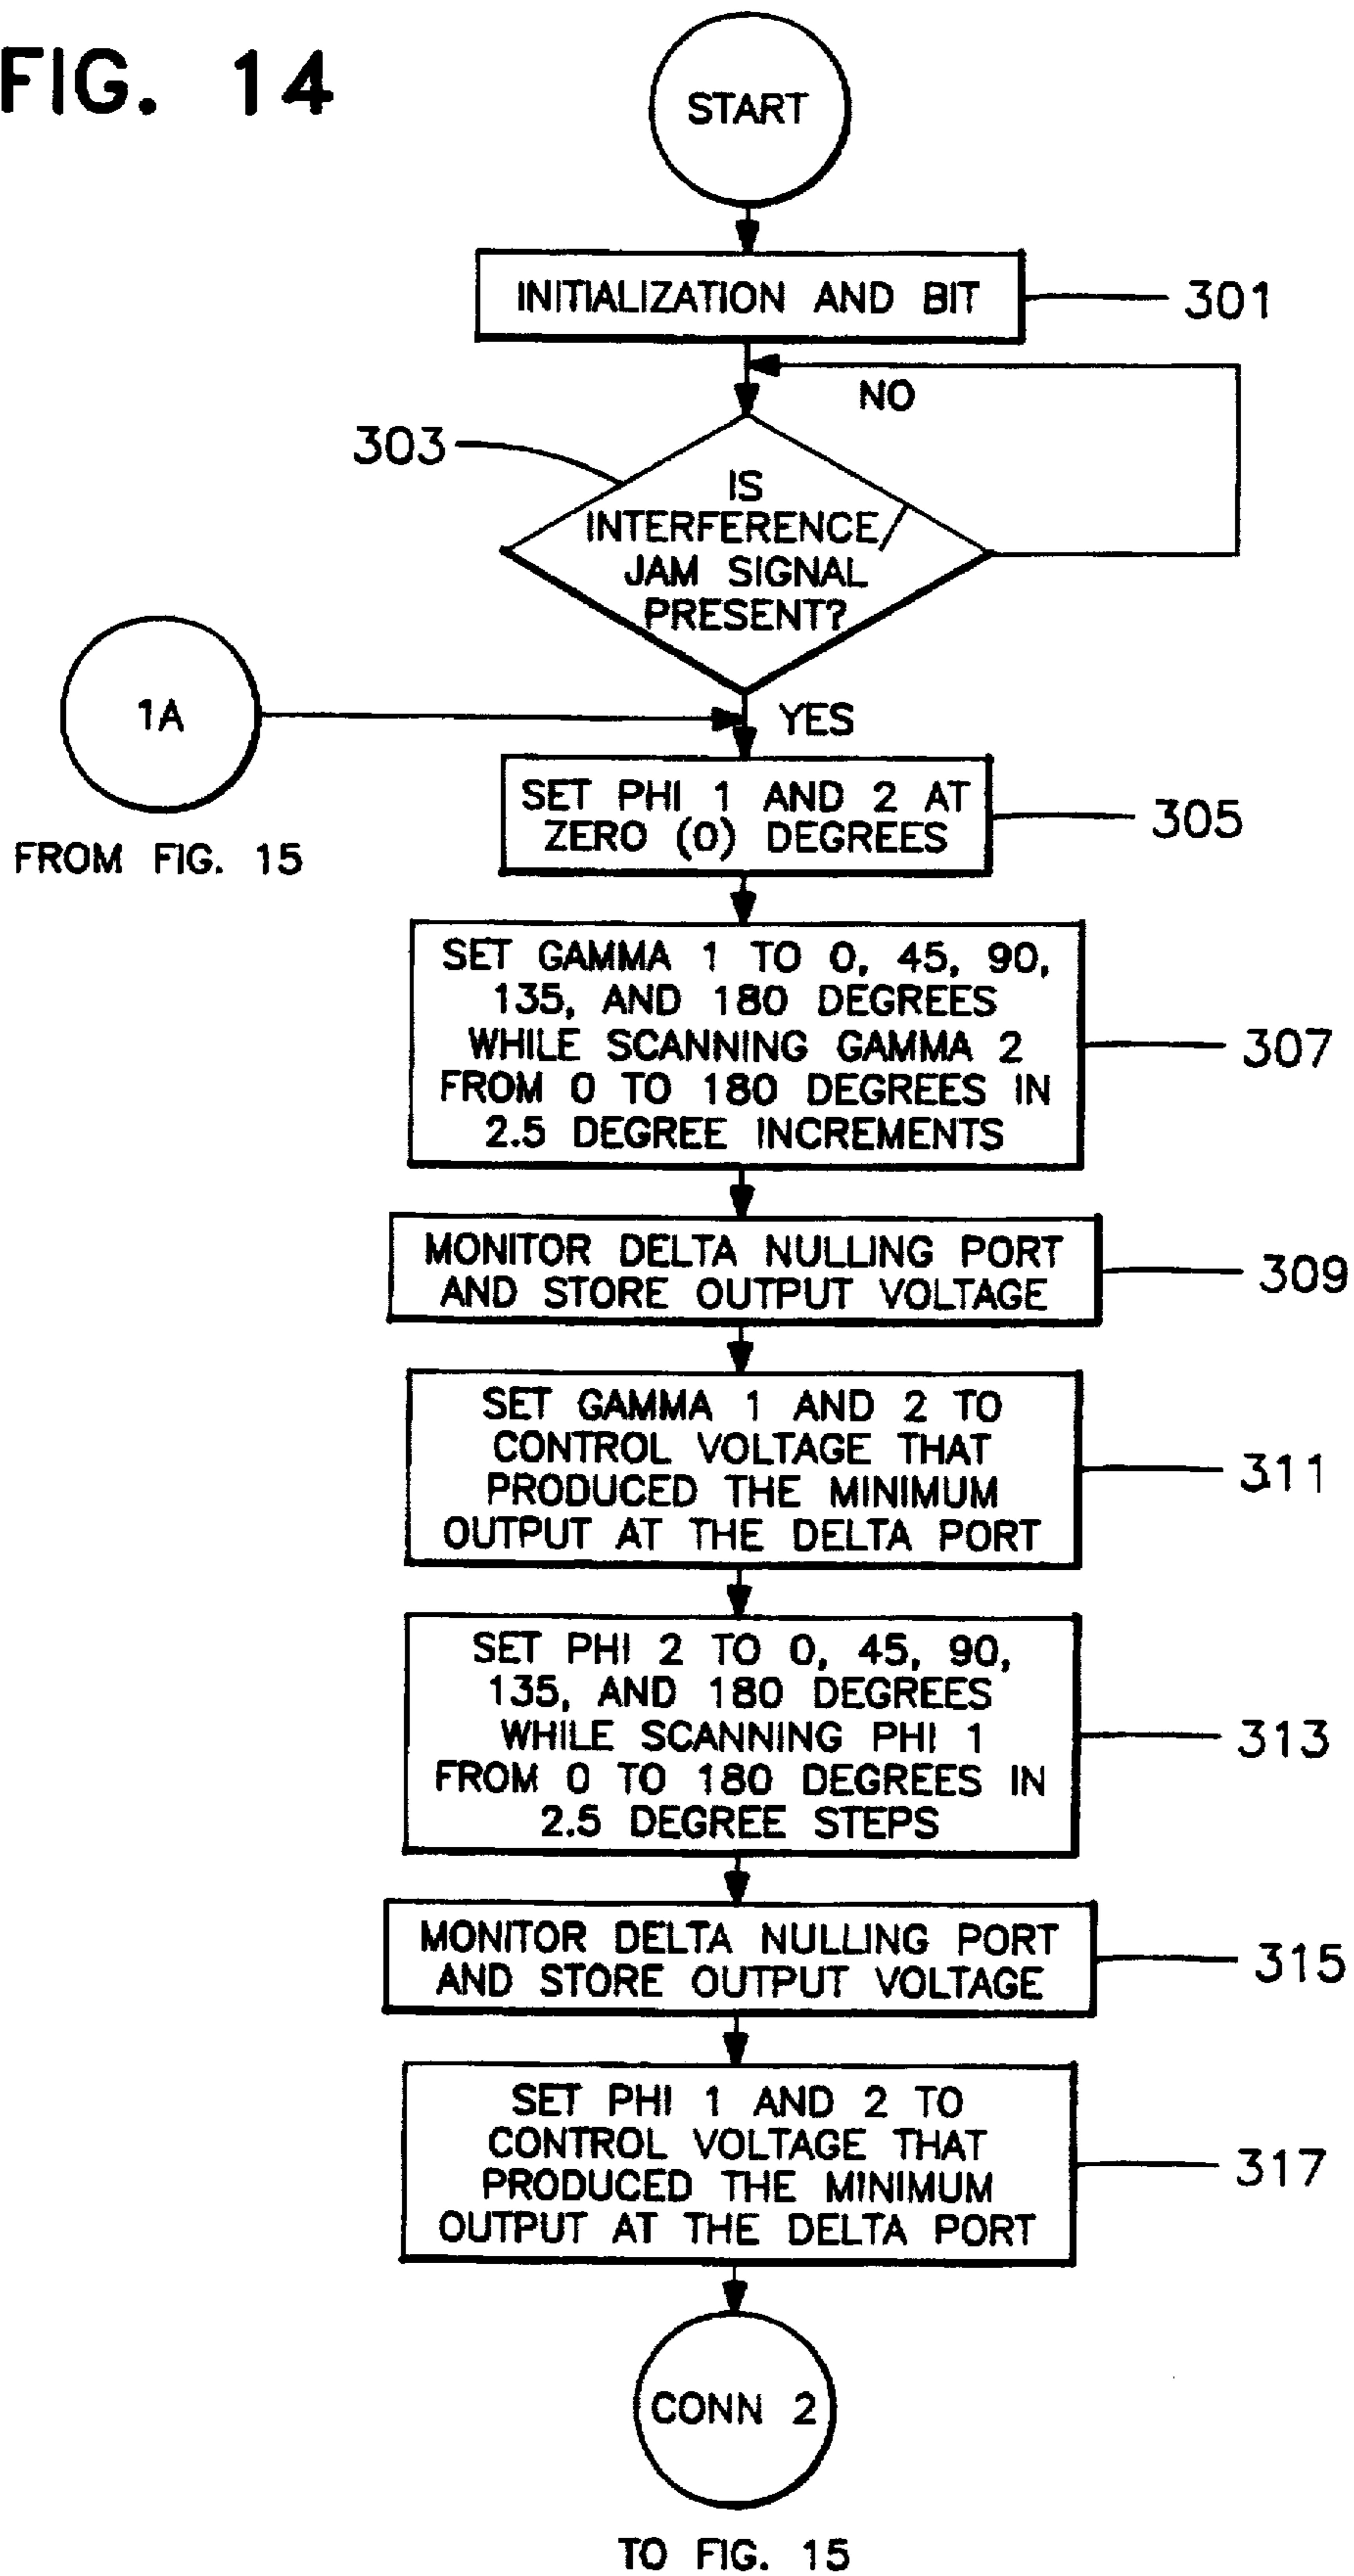 FIG. 14
START
INITIALIZATION AND BIT
301
NO
303
IS
INTERFERENCE/
JAM SIGNAL
PRESENT?
1A
YES
FROM FIG. 15
SET PHI 1 AND 2 AT
ZERO (0) DEGREES
305
SET GAMMA 1 TO 0, 45, 90,
135, AND 180 DEGREES
WHILE SCANNING GAMMA 2
FROM 0 TO 180 DEGREES IN
2.5 DEGREE INCREMENTS
307
MONITOR DELTA NULLING PORT
AND STORE OUTPUT VOLTAGE
309
SET GAMMA 1 AND 2 TO
CONTROL VOLTAGE THAT
PRODUCED THE MINIMUM
OUTPUT AT THE DELTA PORT
311
SET PHI 2 TO 0, 45, 90,
135, AND 180 DEGREES
WHILE SCANNING PHI 1
FROM 0 TO 180 DEGREES IN
2.5 DEGREE STEPS
313
MONITOR DELTA NULLING PORT
AND STORE OUTPUT VOLTAGE
315
SET PHI 1 AND 2 TO
CONTROL VOLTAGE THAT
PRODUCED THE MINIMUM
OUTPUT AT THE DELTA PORT
317
CONN 2
TO FIG. 15